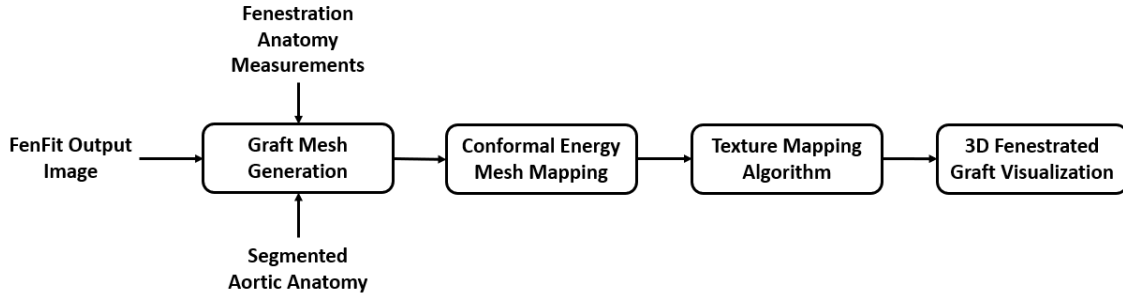 Fenestration
Anatomy
Measurements
FenFit Output
Image
Graft Mesh
Generation
Conformal Energy
Mesh Mapping
Texture Mapping
Algorithm
3D Fenestrated
Graft Visualization
Segmented
Aortic Anatomy